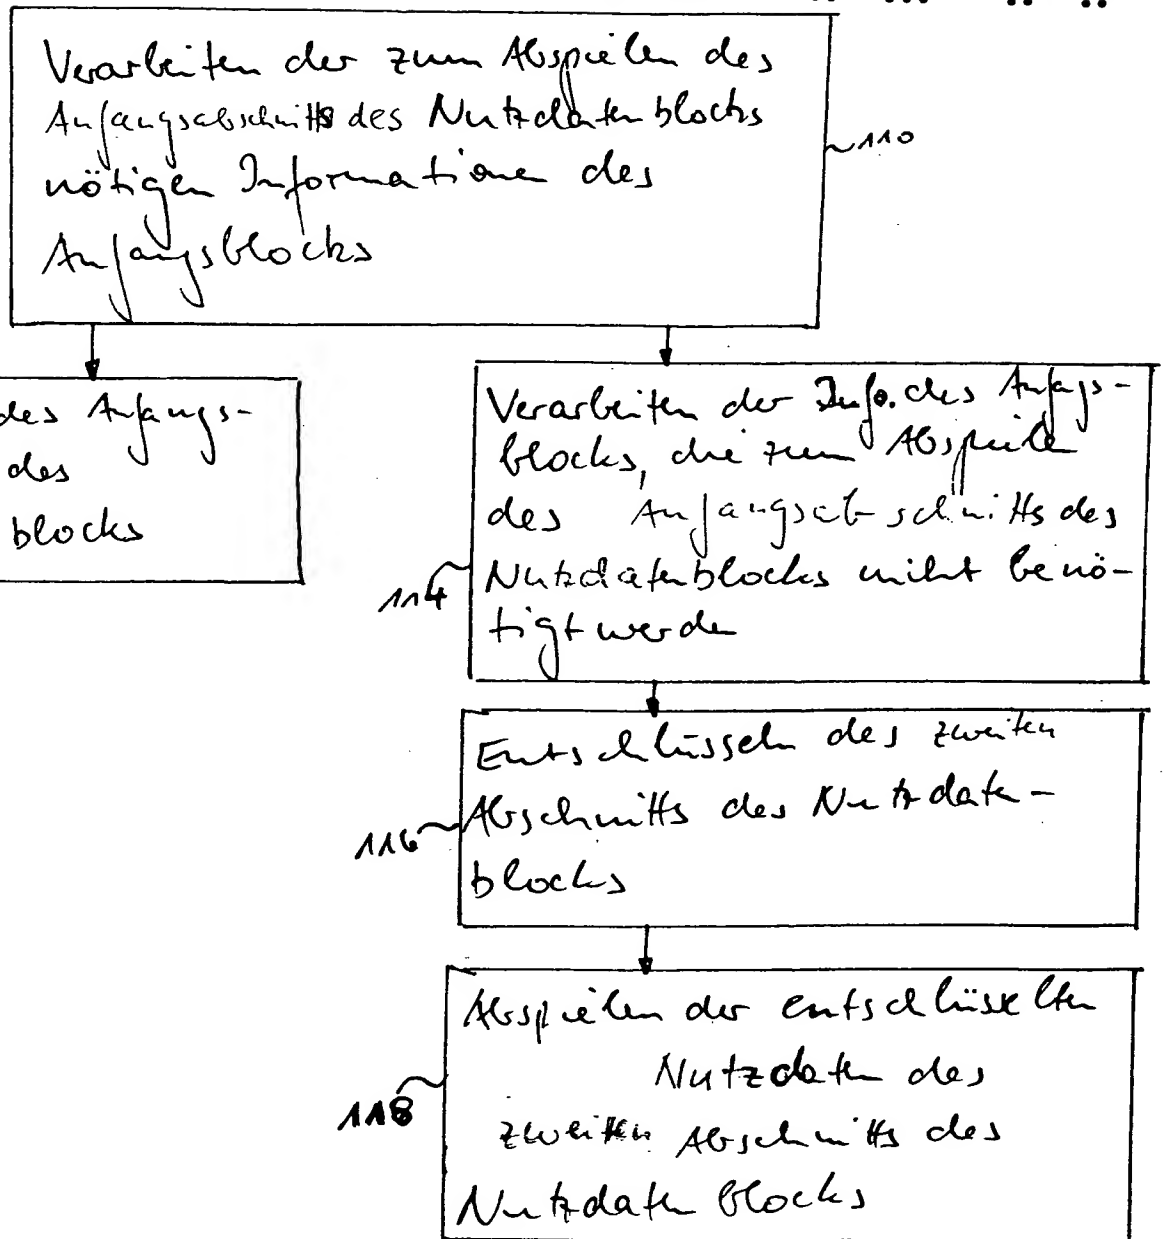 Verarbeiten der zum Abspielen des
Anfangsabschnitts des Nutzdatenblocks
nötigen Informationen des
Anfangsblocks
110
des Anfangs-
des
blocks
Verarbeiten der Info. des Anfangs-
blocks, die zum Abspielen
des Anfangsabschnitts des
Nutzdatenblocks nicht benö-
tigt werden
114
Entschlüsseln des zweiten
Abschnitts des Nutzdaten-
blocks
116
Abspielen der entschlüsselten
Nutzdaten des
zweiten Abschnitts des
Nutzdatenblocks
118